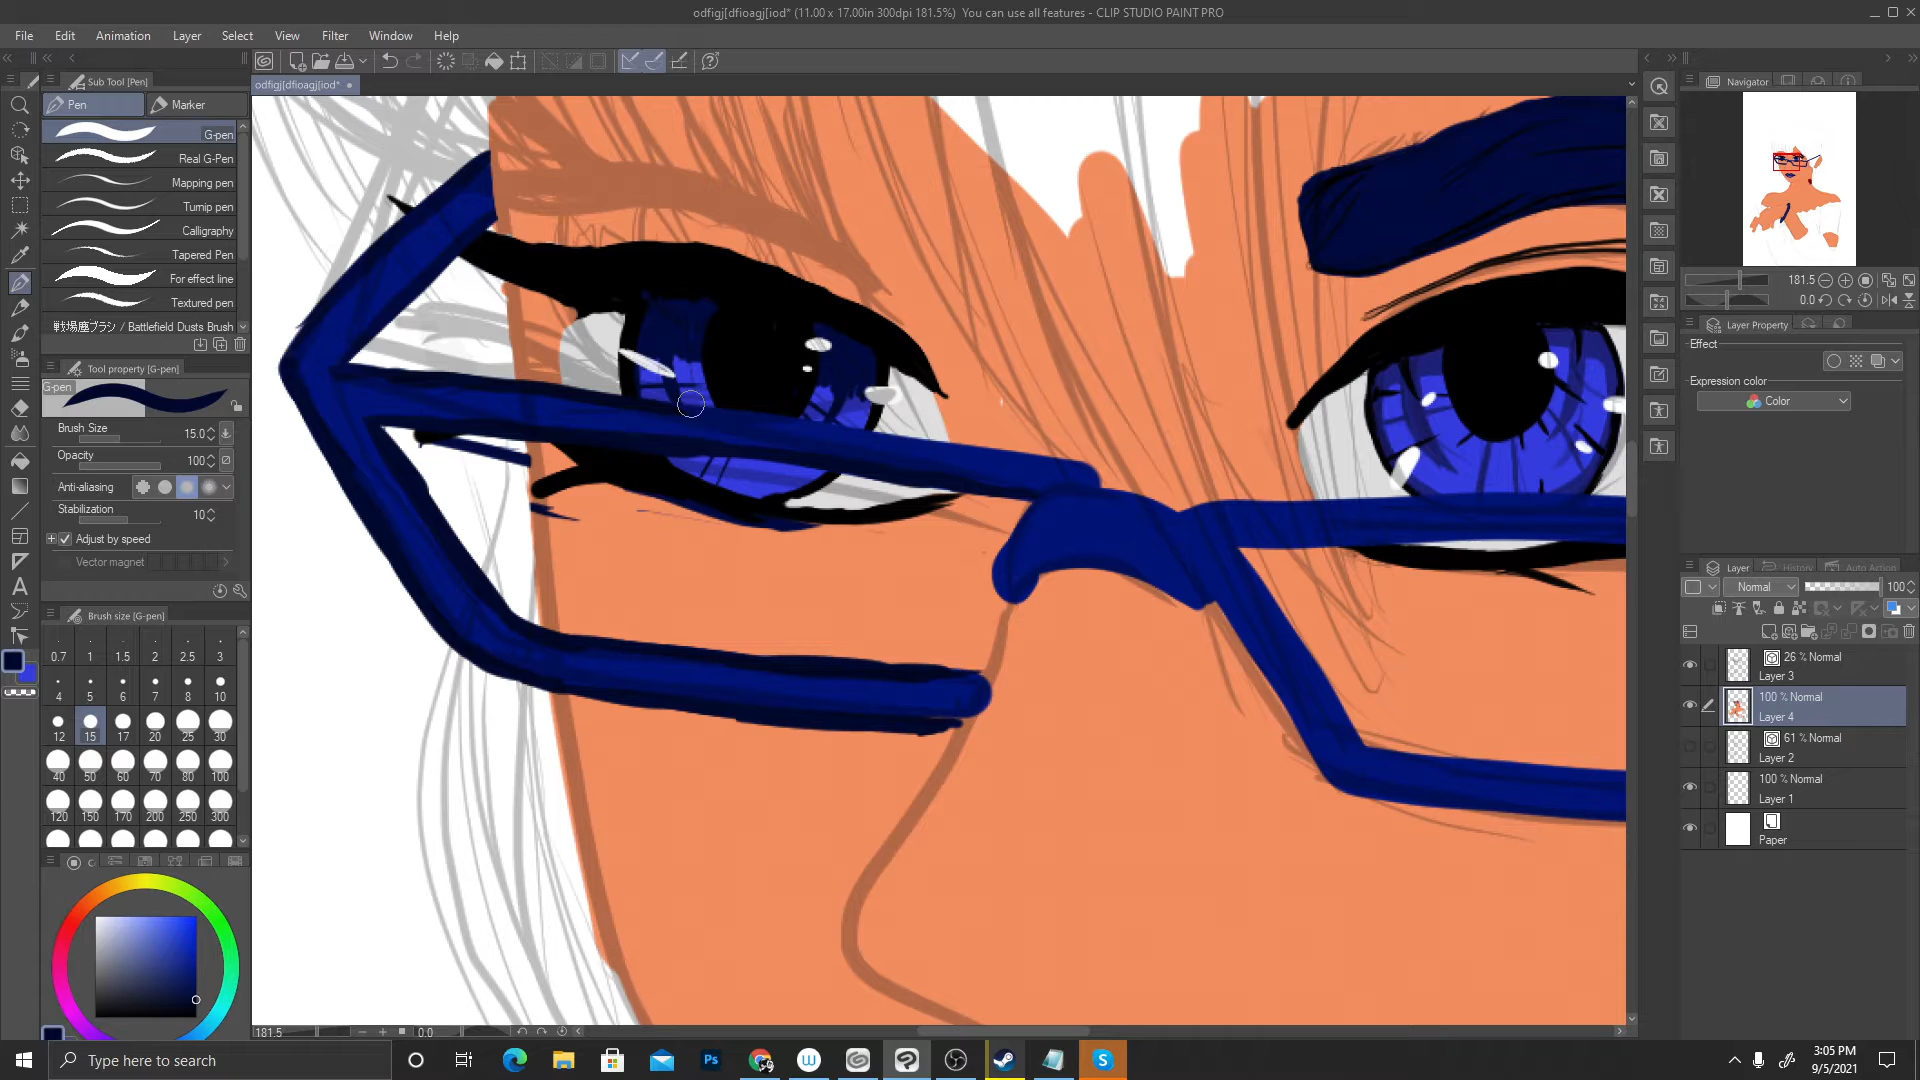 odfigj[dfioagj[iod* (11.00 x 17.00in 300dpi 181.5%)  You can use all features - CLIP STUDIO PAINT PRO
File Edit Animation Layer Select View Filter Window Help
Sub Tool [Pen]
odfigj[dfioagj[iod*
Navigator
Pen Marker
G-pen
Real G-Pen
Mapping pen
Turnip pen
Calligraphy
Tapered Pen
For effect line
Textured pen
戦場塵ブラシ / Battlefield Dusts Brush
Tool property [G-pen]
G-pen
Brush Size 15.0
Opacity 100
Anti-aliasing
Stabilization 10
Adjust by speed
Vector magnet
Brush size [G-pen]
0.7 1 1.5 2 2.5 3
4 5 6 7 8 10
12 15 17 20 25 30
40 50 60 70 80 100
120 150 170 200 250 300
181.5
0.0
181.5
0.0
Layer Property
Effect
Expression color
Color
Layer History Auto Action
Normal 100
26 % Normal
Layer 3
100 % Normal
Layer 4
61 % Normal
Layer 2
100 % Normal
Layer 1
Paper
Type here to search
Ps
W
S
3:05 PM
9/5/2021